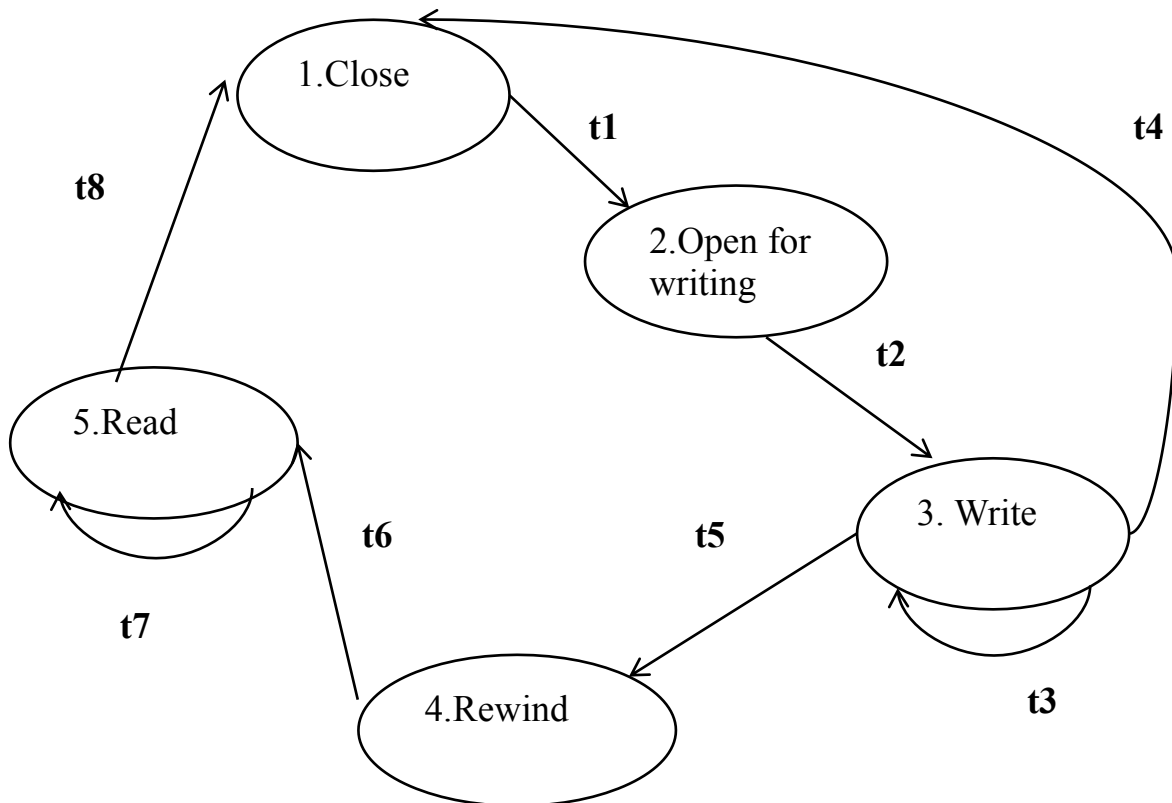 1.Close
t1
t4
t8
2.Open for
writing
t2
5.Read
3. Write
t6
t5
t7
t3
4.Rewind